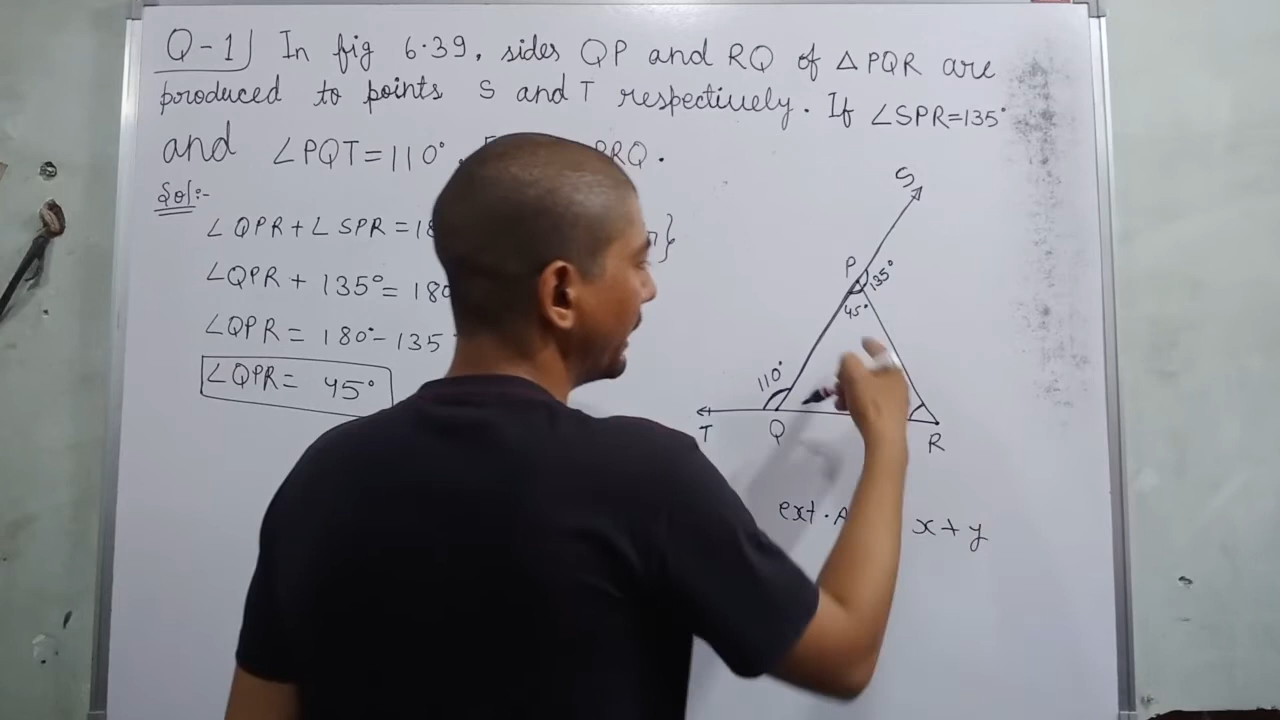 Q-1) In fig 6.39, sides QP and RQ of △PQR are
produced to points S and T respectively. If ∠SPR=135°
and ∠PQT=110°. PRQ.
Sol:-
∠QPR+∠SPR=18
∠QPR + 135°=180
∠QPR = 180°-135
∠QPR = 45°
S
P
135°
45°
110°
T
Q
R
ext. x+y